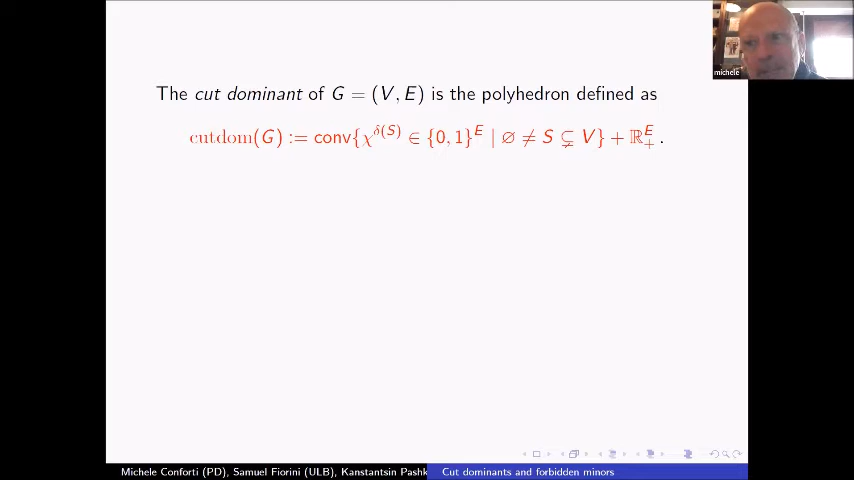 michele
The cut dominant of G = (V, E) is the polyhedron defined as
cutdom(G) := conv{χ^δ(S) ∈ {0, 1}^E | ∅ ≠ S ⊊ V} + ℝ^E_+ .
Michele Conforti (PD), Samuel Fiorini (ULB), Kanstantsin Pashk
Cut dominants and forbidden minors